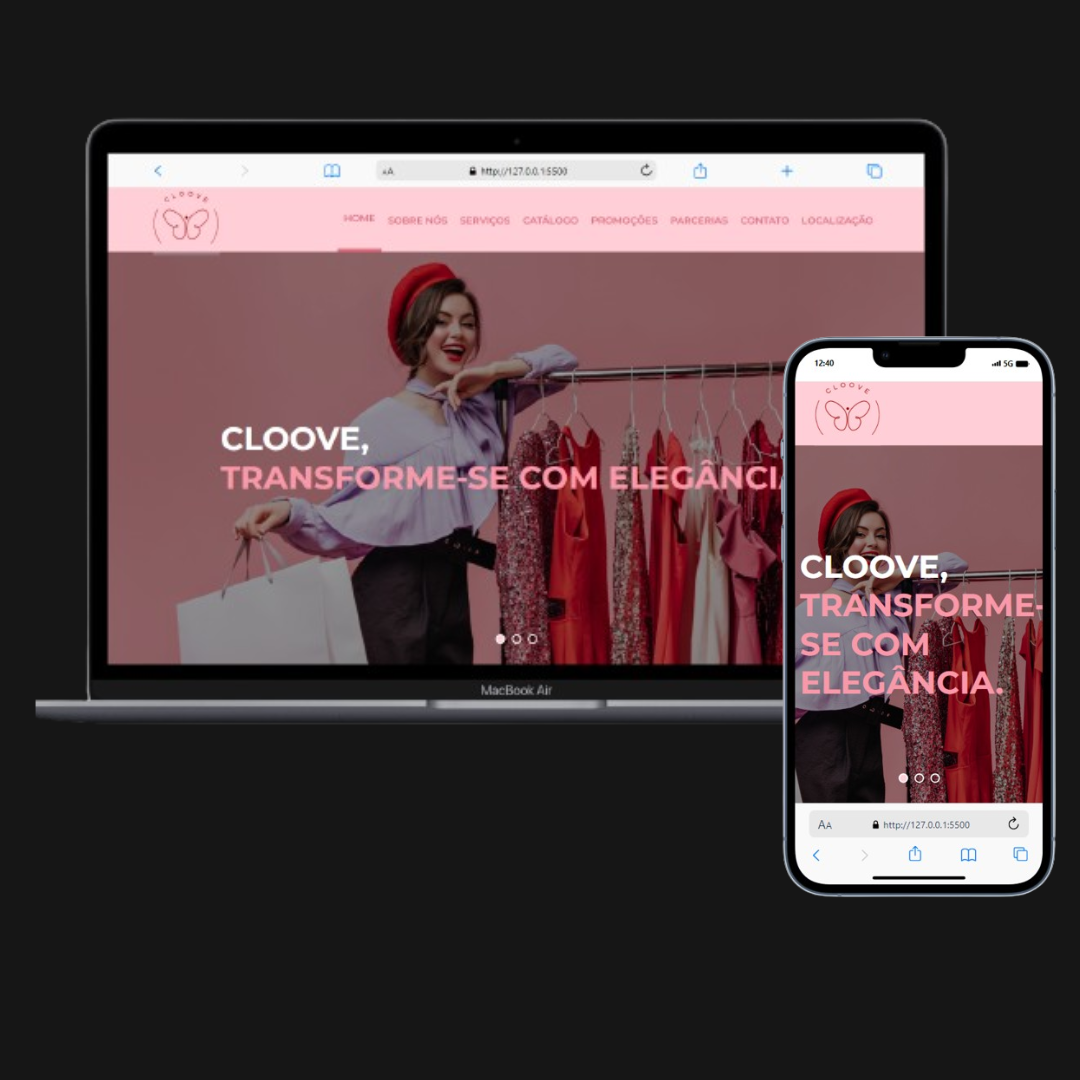 AA http://127.0.0.1:5500
CLOOVE
HOME SOBRE NÓS SERVIÇOS CATÁLOGO PROMOÇÕES PARCERIAS CONTATO LOCALIZAÇÃO
CLOOVE,
TRANSFORME-SE COM ELEGÂNCI
MacBook Air
12:40 5G
CLOOVE
CLOOVE,
TRANSFORME-
SE COM
ELEGÂNCIA.
AA http://127.0.0.1:5500